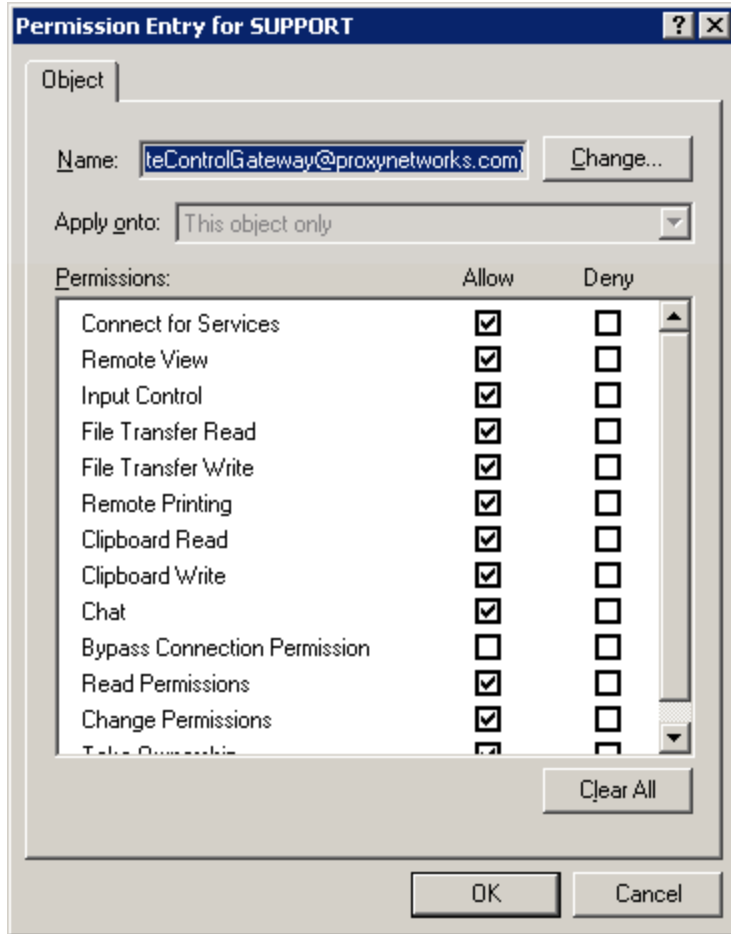 Permission Entry for SUPPORT
Object
Name: teControlGateway@proxynetworks.com) Change...
Apply onto: This object only
Permissions: Allow Deny
Connect for Services
Remote View
Input Control
File Transfer Read
File Transfer Write
Remote Printing
Clipboard Read
Clipboard Write
Chat
Bypass Connection Permission
Read Permissions
Change Permissions
Take Ownership
Clear All
OK Cancel